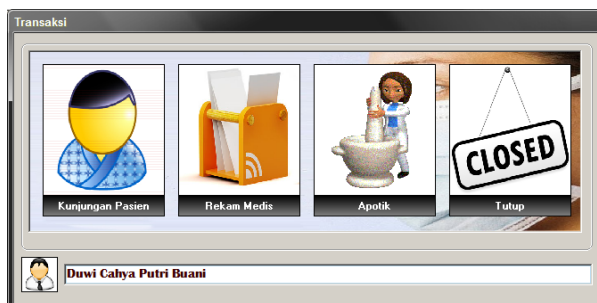 Transaksi
CLOSED
Kunjungan Pasien
Rekam Medis
Apotik
Tutup
Duwi Cahya Putri Buani